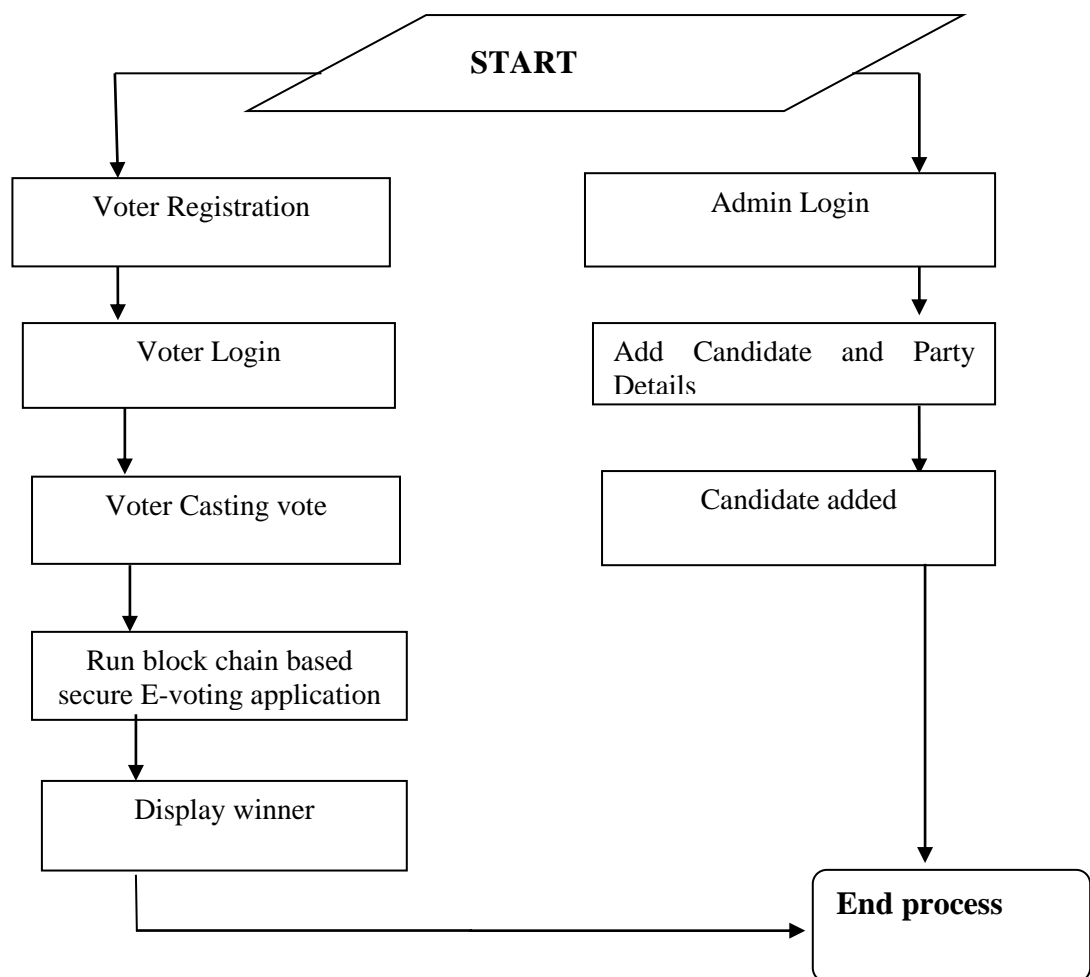 START
Voter Registration
Admin Login
Voter Login
Add Candidate and Party
Details
Voter Casting vote
Candidate added
Run block chain based
secure E-voting application
Display winner
End process